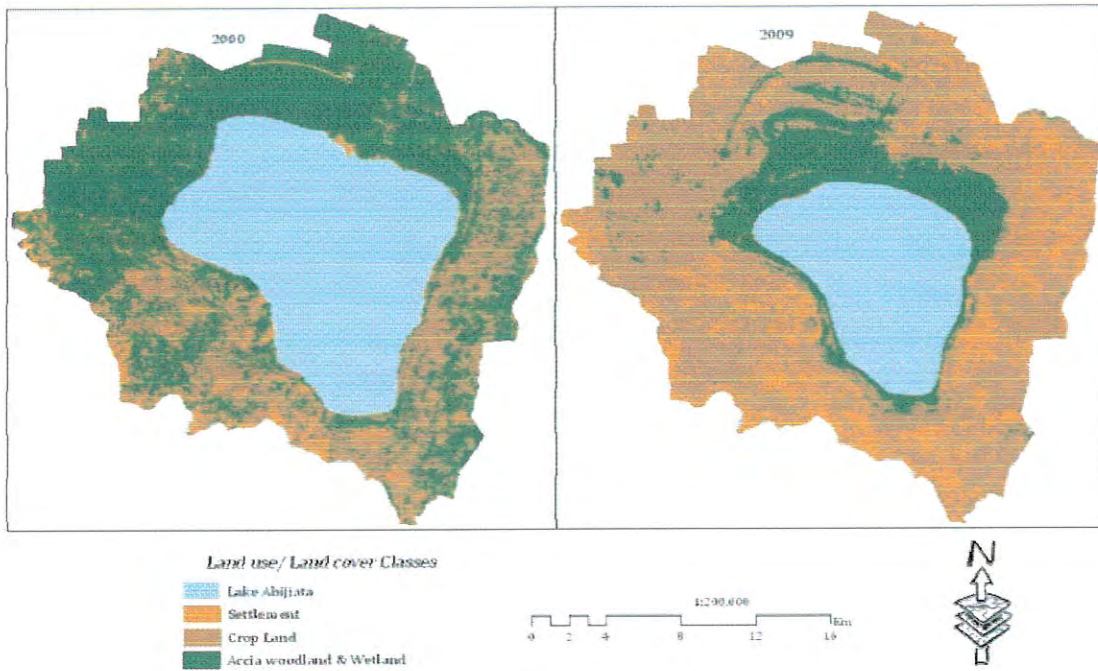 2000
2009
Land use/ Land cover Classes
Lake Abijiata
Settlement
Crop Land
Accia woodland & Wetland
1:200,000
0 2 4 8 12 16 Km
N